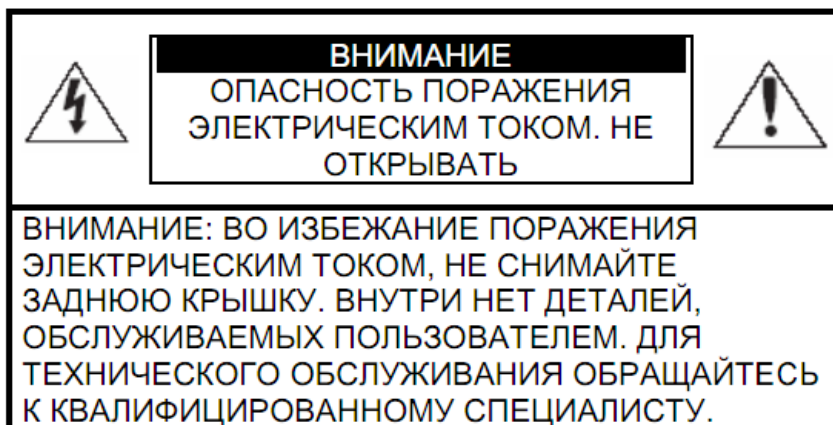 ВНИМАНИЕ
ОПАСНОСТЬ ПОРАЖЕНИЯ
ЭЛЕКТРИЧЕСКИМ ТОКОМ. НЕ
ОТКРЫВАТЬ
ВНИМАНИЕ: ВО ИЗБЕЖАНИЕ ПОРАЖЕНИЯ
ЭЛЕКТРИЧЕСКИМ ТОКОМ, НЕ СНИМАЙТЕ
ЗАДНЮЮ КРЫШКУ. ВНУТРИ НЕТ ДЕТАЛЕЙ,
ОБСЛУЖИВАЕМЫХ ПОЛЬЗОВАТЕЛЕМ. ДЛЯ
ТЕХНИЧЕСКОГО ОБСЛУЖИВАНИЯ ОБРАЩАЙТЕСЬ
К КВАЛИФИЦИРОВАННОМУ СПЕЦИАЛИСТУ.